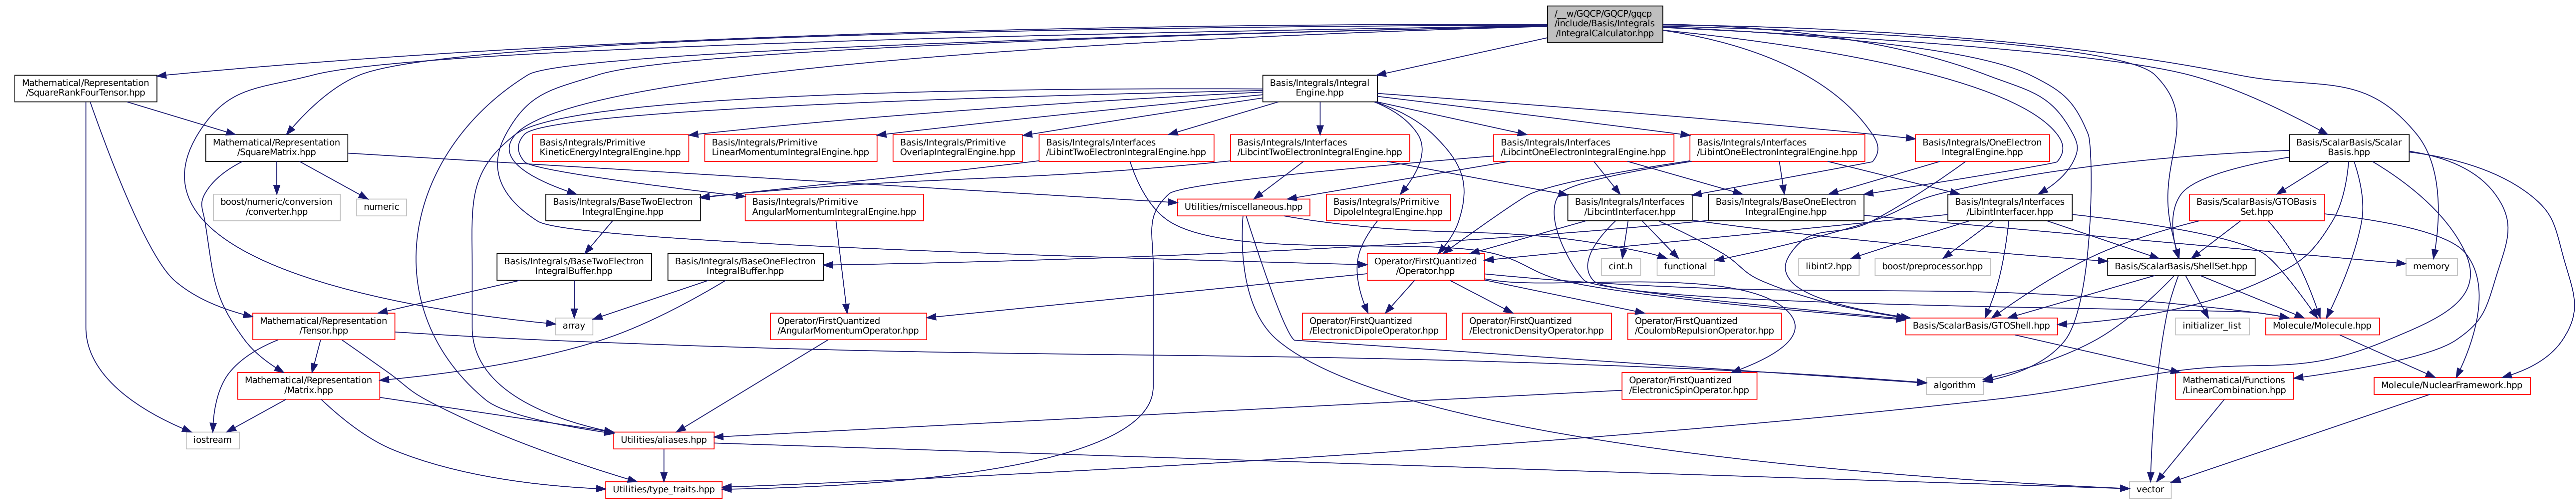 /__w/GQCP/GQCP/gqcp
/include/Basis/Integrals
/IntegralCalculator.hpp
Mathematical/Representation
/SquareRankFourTensor.hpp
Basis/Integrals/Integral
Engine.hpp
Mathematical/Representation
/SquareMatrix.hpp
Basis/Integrals/Primitive
KineticEnergyIntegralEngine.hpp
Basis/Integrals/Primitive
LinearMomentumIntegralEngine.hpp
Basis/Integrals/Primitive
OverlapIntegralEngine.hpp
Basis/Integrals/Interfaces
/LibintTwoElectronIntegralEngine.hpp
Basis/Integrals/Interfaces
/LibcintTwoElectronIntegralEngine.hpp
Basis/Integrals/Interfaces
/LibcintOneElectronIntegralEngine.hpp
Basis/Integrals/Interfaces
/LibintOneElectronIntegralEngine.hpp
Basis/Integrals/OneElectron
IntegralEngine.hpp
Basis/ScalarBasis/Scalar
Basis.hpp
boost/numeric/conversion
/converter.hpp
numeric
Basis/Integrals/BaseTwoElectron
IntegralEngine.hpp
Basis/Integrals/Primitive
AngularMomentumIntegralEngine.hpp
Utilities/miscellaneous.hpp
Basis/Integrals/Primitive
DipoleIntegralEngine.hpp
Basis/Integrals/Interfaces
/LibcintInterfacer.hpp
Basis/Integrals/BaseOneElectron
IntegralEngine.hpp
Basis/Integrals/Interfaces
/LibintInterfacer.hpp
Basis/ScalarBasis/GTOBasis
Set.hpp
Basis/Integrals/BaseTwoElectron
IntegralBuffer.hpp
Basis/Integrals/BaseOneElectron
IntegralBuffer.hpp
Operator/FirstQuantized
/Operator.hpp
cint.h
functional
libint2.hpp
boost/preprocessor.hpp
Basis/ScalarBasis/ShellSet.hpp
memory
Mathematical/Representation
/Tensor.hpp
array
Operator/FirstQuantized
/AngularMomentumOperator.hpp
Operator/FirstQuantized
/ElectronicDipoleOperator.hpp
Operator/FirstQuantized
/ElectronicDensityOperator.hpp
Operator/FirstQuantized
/CoulombRepulsionOperator.hpp
Basis/ScalarBasis/GTOShell.hpp
initializer_list
Molecule/Molecule.hpp
Mathematical/Representation
/Matrix.hpp
Operator/FirstQuantized
/ElectronicSpinOperator.hpp
algorithm
Mathematical/Functions
/LinearCombination.hpp
Molecule/NuclearFramework.hpp
iostream
Utilities/aliases.hpp
Utilities/type_traits.hpp
vector